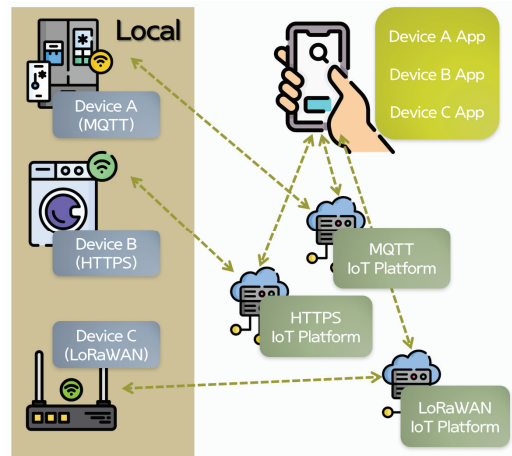 Local
Device A
(MQTT)
Device B
(HTTPS)
Device C
(LoRaWAN)
Device A App
Device B App
Device C App
MQTT
IoT Platform
HTTPS
IoT Platform
LoRaWAN
IoT Platform